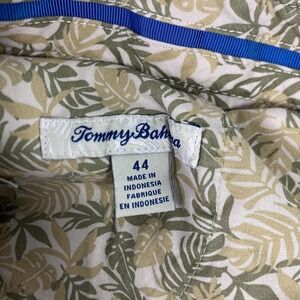 Tommy Bahama
44
MADE IN
INDONESIA
FABRIQUE
EN INDONESIE